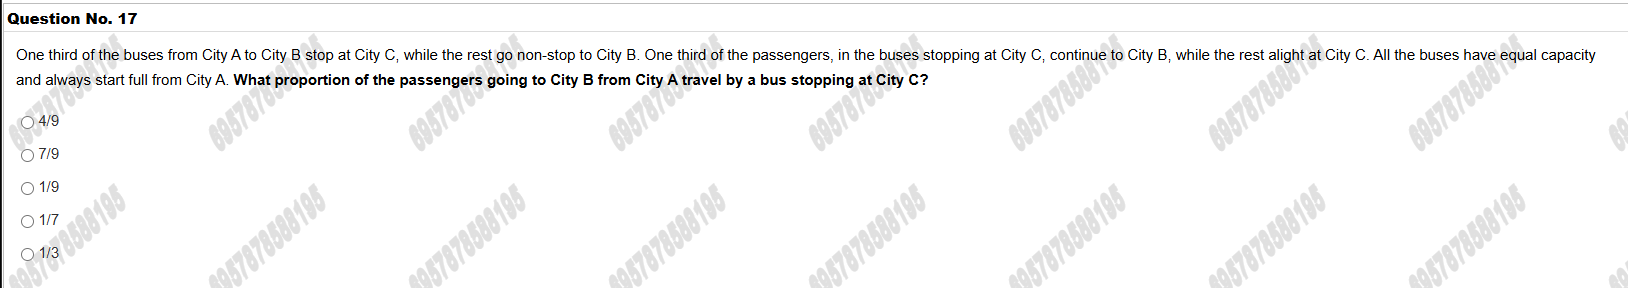 Question No. 17
One third of the buses from City A to City B stop at City C, while the rest go non-stop to City B. One third of the passengers, in the buses stopping at City C, continue to City B, while the rest alight at City C. All the buses have equal capacity
and always start full from City A. What proportion of the passengers going to City B from City A travel by a bus stopping at City C?
4/9
7/9
1/9
1/7
1/3